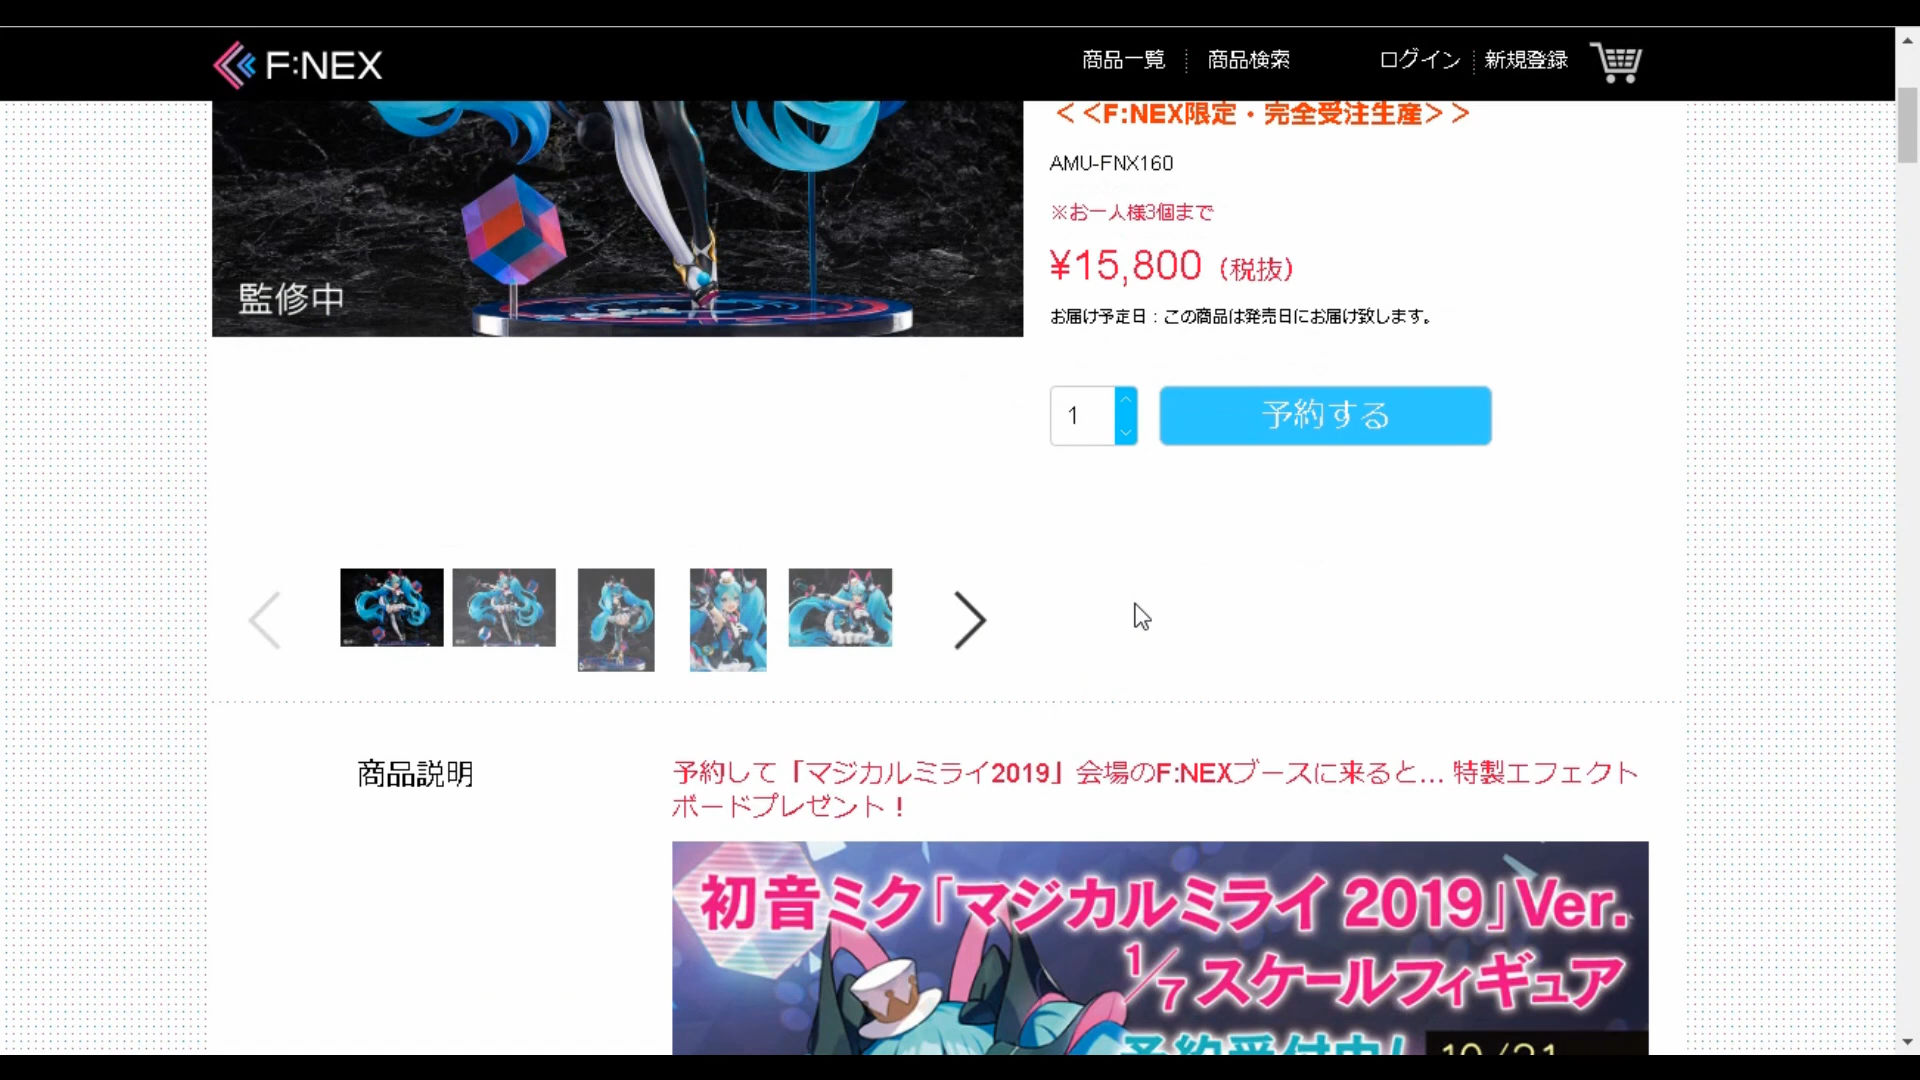 F:NEX
商品一覧
商品検索
ログイン
新規登録
<<F:NEX限定・完全受注生産>>
AMU-FNX160
※お一人様3個まで
¥15,800（税抜）
お届け予定日：この商品は発売日にお届け致します。
監修中
1
予約する
商品説明
予約して「マジカルミライ2019」会場のF:NEXブースに来ると… 特製エフェクト
ボードプレゼント！
初音ミク「マジカルミライ 2019」Ver.
1/7スケールフィギュア
予約受付中！
10/21